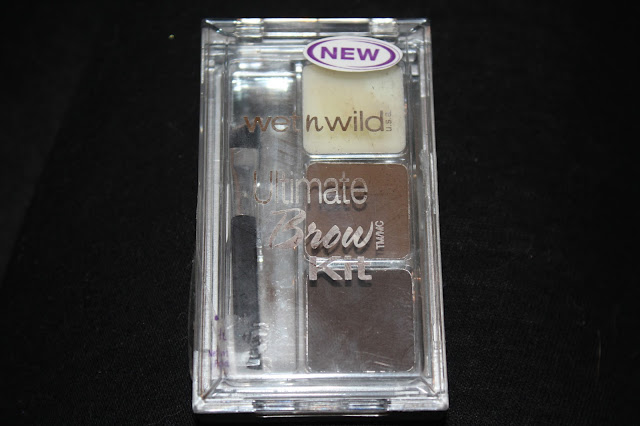 NEW
wet n wild
U.S.A.
Ultimate
Brow
TM/MC
Kit